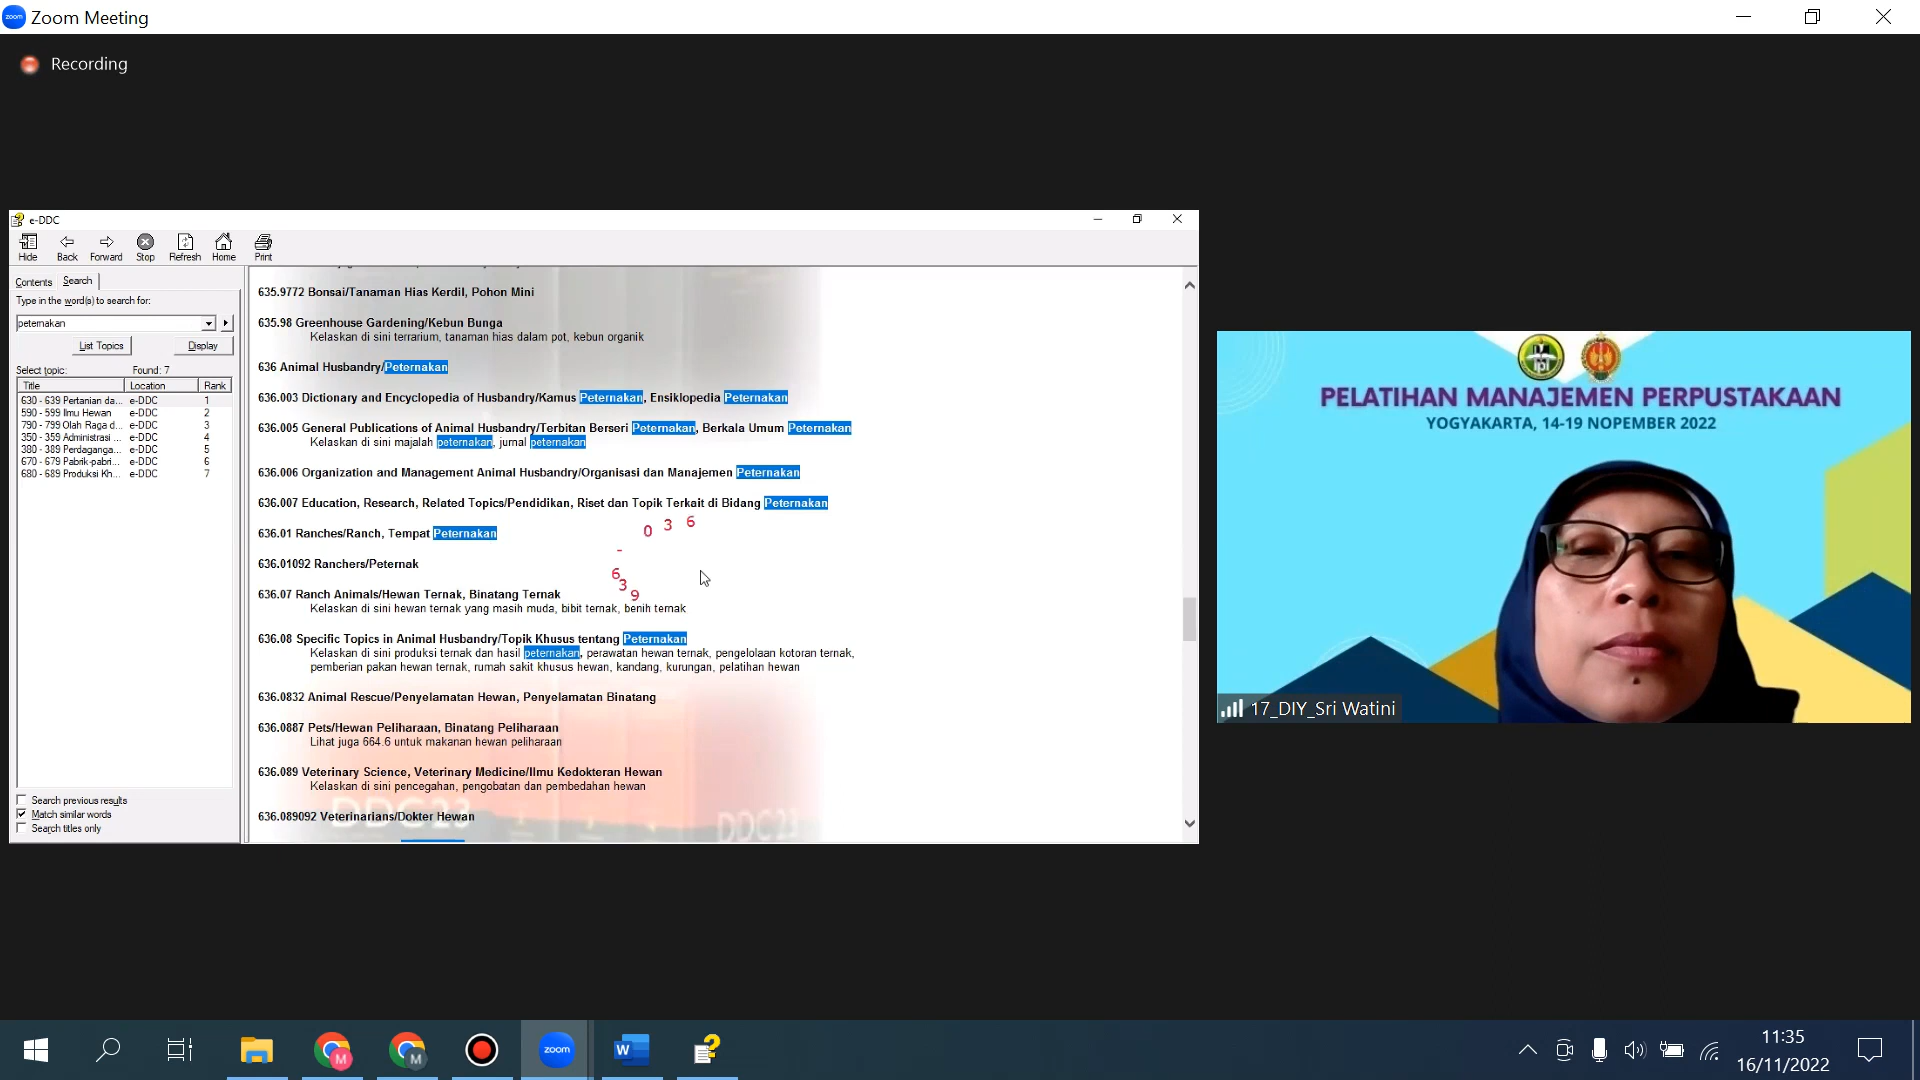 zoom Zoom Meeting
Recording
e-DDC
Hide Back Forward Stop Refresh Home Print
Contents Search
Type in the word(s) to search for:
peternakan
List Topics Display
Select topic: Found: 7
Title Location Rank
630 - 639 Pertanian da... e-DDC 1
590 - 599 Ilmu Hewan e-DDC 2
790 - 799 Olah Raga d... e-DDC 3
350 - 359 Administrasi ... e-DDC 4
380 - 389 Perdaganga... e-DDC 5
670 - 679 Pabrik-pabri... e-DDC 6
680 - 689 Produksi Kh... e-DDC 7
Search previous results
Match similar words
Search titles only
635.9772 Bonsai/Tanaman Hias Kerdil, Pohon Mini
635.98 Greenhouse Gardening/Kebun Bunga
Kelaskan di sini terrarium, tanaman hias dalam pot, kebun organik
636 Animal Husbandry/Peternakan
636.003 Dictionary and Encyclopedia of Husbandry/Kamus Peternakan, Ensiklopedia Peternakan
636.005 General Publications of Animal Husbandry/Terbitan Berseri Peternakan, Berkala Umum Peternakan
Kelaskan di sini majalah peternakan, jurnal peternakan
636.006 Organization and Management Animal Husbandry/Organisasi dan Manajemen Peternakan
636.007 Education, Research, Related Topics/Pendidikan, Riset dan Topik Terkait di Bidang Peternakan
0 3 6
636.01 Ranches/Ranch, Tempat Peternakan
-
636.01092 Ranchers/Peternak
6
3
9
636.07 Ranch Animals/Hewan Ternak, Binatang Ternak
Kelaskan di sini hewan ternak yang masih muda, bibit ternak, benih ternak
636.08 Specific Topics in Animal Husbandry/Topik Khusus tentang Peternakan
Kelaskan di sini produksi ternak dan hasil peternakan, perawatan hewan ternak, pengelolaan kotoran ternak,
pemberian pakan hewan ternak, rumah sakit khusus hewan, kandang, kurungan, pelatihan hewan
636.0832 Animal Rescue/Penyelamatan Hewan, Penyelamatan Binatang
636.0887 Pets/Hewan Peliharaan, Binatang Peliharaan
Lihat juga 664.6 untuk makanan hewan peliharaan
636.089 Veterinary Science, Veterinary Medicine/Ilmu Kedokteran Hewan
Kelaskan di sini pencegahan, pengobatan dan pembedahan hewan
636.089092 Veterinarians/Dokter Hewan
DDC23 DDC23
PELATIHAN MANAJEMEN PERPUSTAKAAN
YOGYAKARTA, 14-19 NOPEMBER 2022
17_DIY_Sri Watini
M M zoom W
11:35
16/11/2022